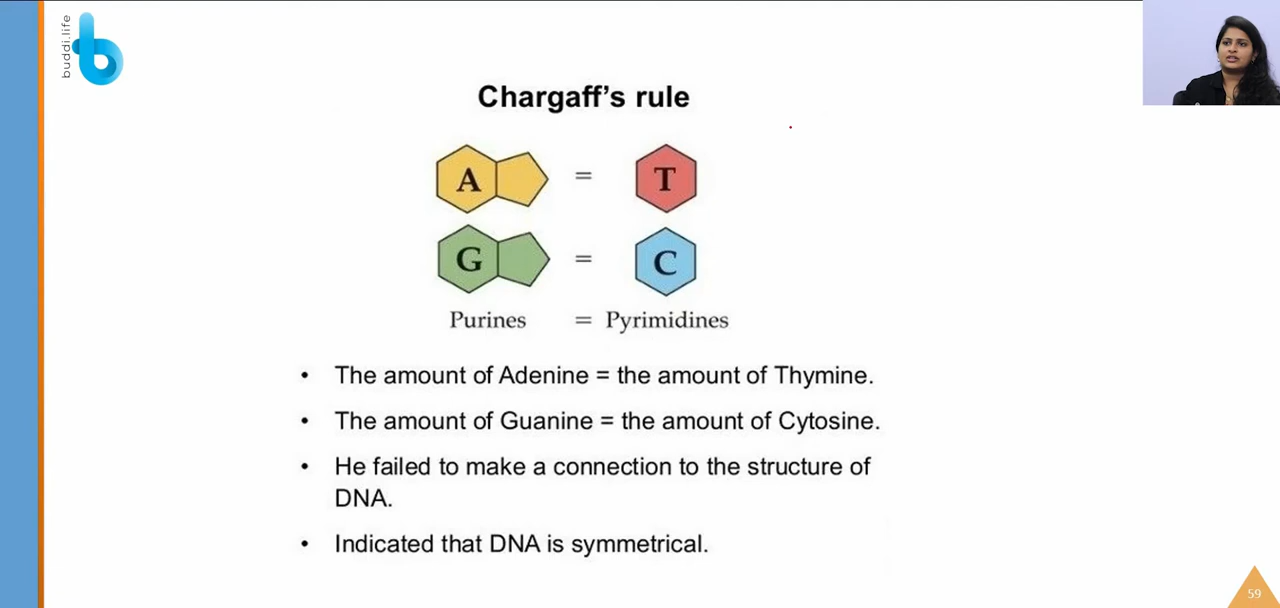 buddi.life
Chargaff's rule
A = T
G = C
Purines = Pyrimidines
• The amount of Adenine = the amount of Thymine.
• The amount of Guanine = the amount of Cytosine.
• He failed to make a connection to the structure of
DNA.
• Indicated that DNA is symmetrical.
59